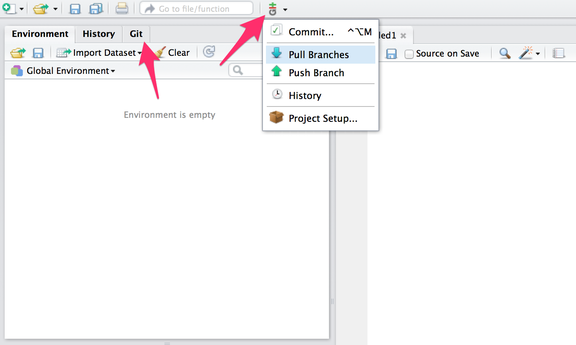 Go to file/function
Environment History Git
Import Dataset Clear
Global Environment
Environment is empty
Commit... ^⌥M
Pull Branches
Push Branch
History
Project Setup...
Source on Save